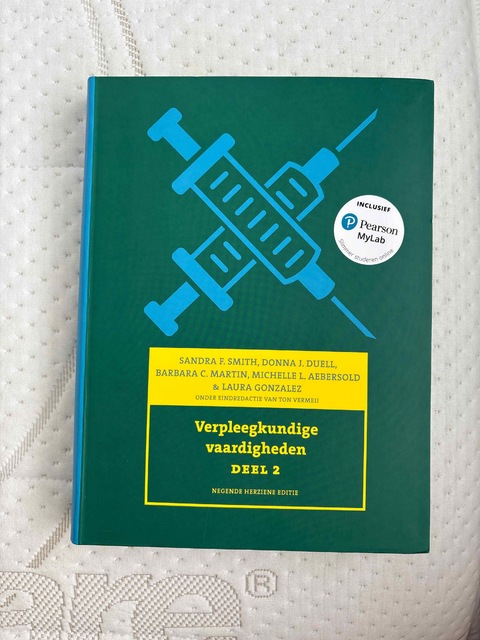 INCLUSIEF
P Pearson
MyLab
Slimmer studeren online
SANDRA F. SMITH, DONNA J. DUELL,
BARBARA C. MARTIN, MICHELLE L. AEBERSOLD
& LAURA GONZALEZ
ONDER EINDREDACTIE VAN TON VERMEIJ
Verpleegkundige
vaardigheden
DEEL 2
NEGENDE HERZIENE EDITIE
are®